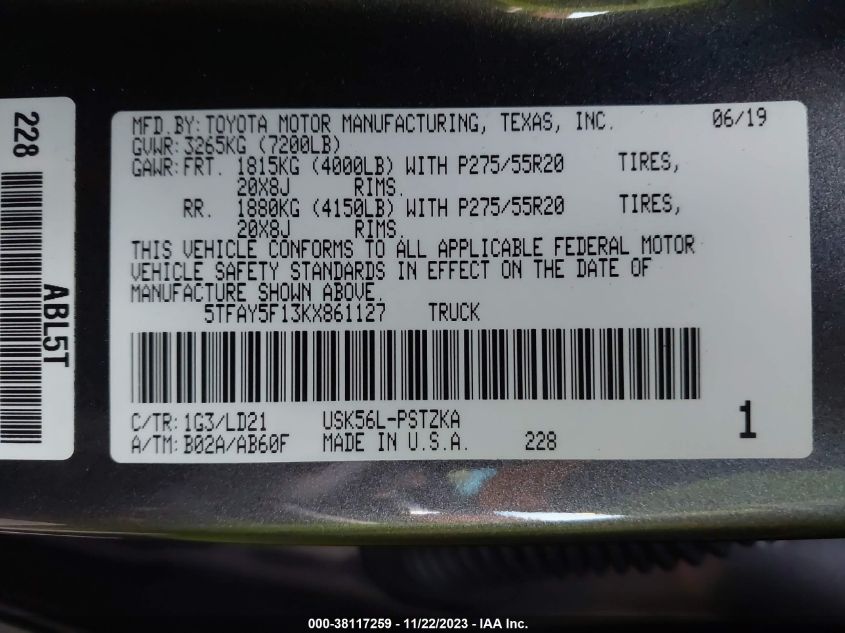 MFD.BY:TOYOTA MOTOR MANUFACTURING, TEXAS, INC. 06/19
GVWR:3265KG (7200LB)
GAWR:FRT. 1815KG (4000LB) WITH P275/55R20 TIRES,
20X8J RIMS.
RR. 1880KG (4150LB) WITH P275/55R20 TIRES,
20X8J RIMS.
THIS VEHICLE CONFORMS TO ALL APPLICABLE FEDERAL MOTOR
VEHICLE SAFETY STANDARDS IN EFFECT ON THE DATE OF
MANUFACTURE SHOWN ABOVE.
5TFAY5F13KX861127 TRUCK
C/TR:1G3/LD21 USK56L-PSTZKA
A/TM:B02A/AB60F MADE IN U.S.A. 228
1
228
ABL5T
000-38117259 - 11/22/2023 - IAA Inc.